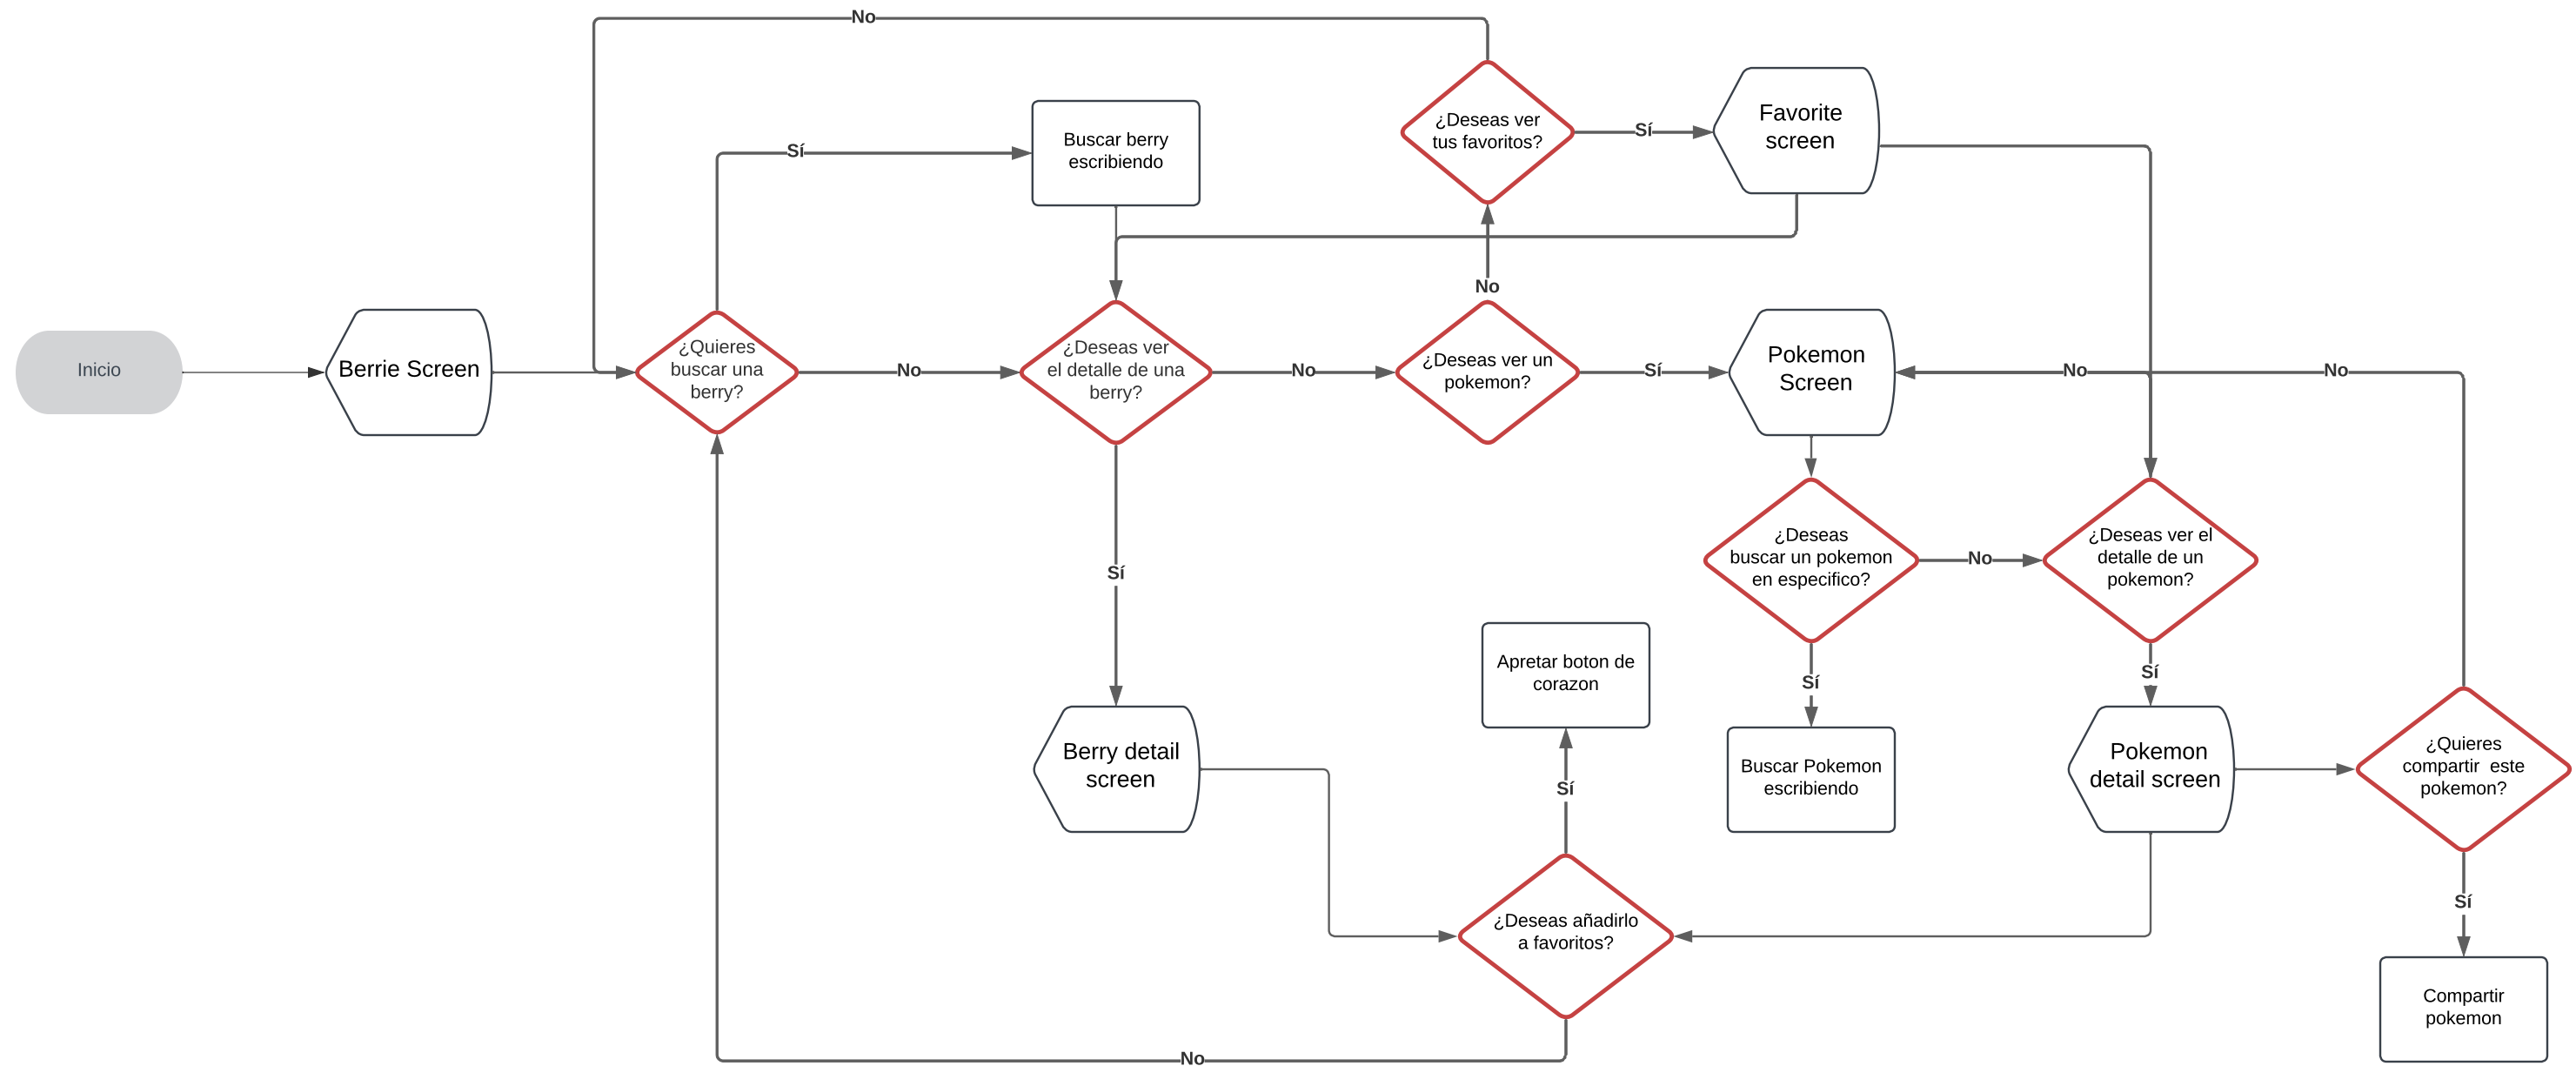 No
¿Deseas ver
tus favoritos?
Sí
Favorite
screen
Buscar berry
escribiendo
Sí
No
Inicio
Berrie Screen
¿Quieres
buscar una
berry?
No
¿Deseas ver
el detalle de una
berry?
No
¿Deseas ver un
pokemon?
Sí
Pokemon
Screen
No
No
¿Deseas
buscar un pokemon
en especifico?
No
¿Deseas ver el
detalle de un
pokemon?
Sí
Sí
Sí
Apretar boton de
corazon
Berry detail
screen
Sí
Buscar Pokemon
escribiendo
Pokemon
detail screen
¿Quieres
compartir  este
pokemon?
¿Deseas añadirlo
a favoritos?
Sí
Compartir
pokemon
No